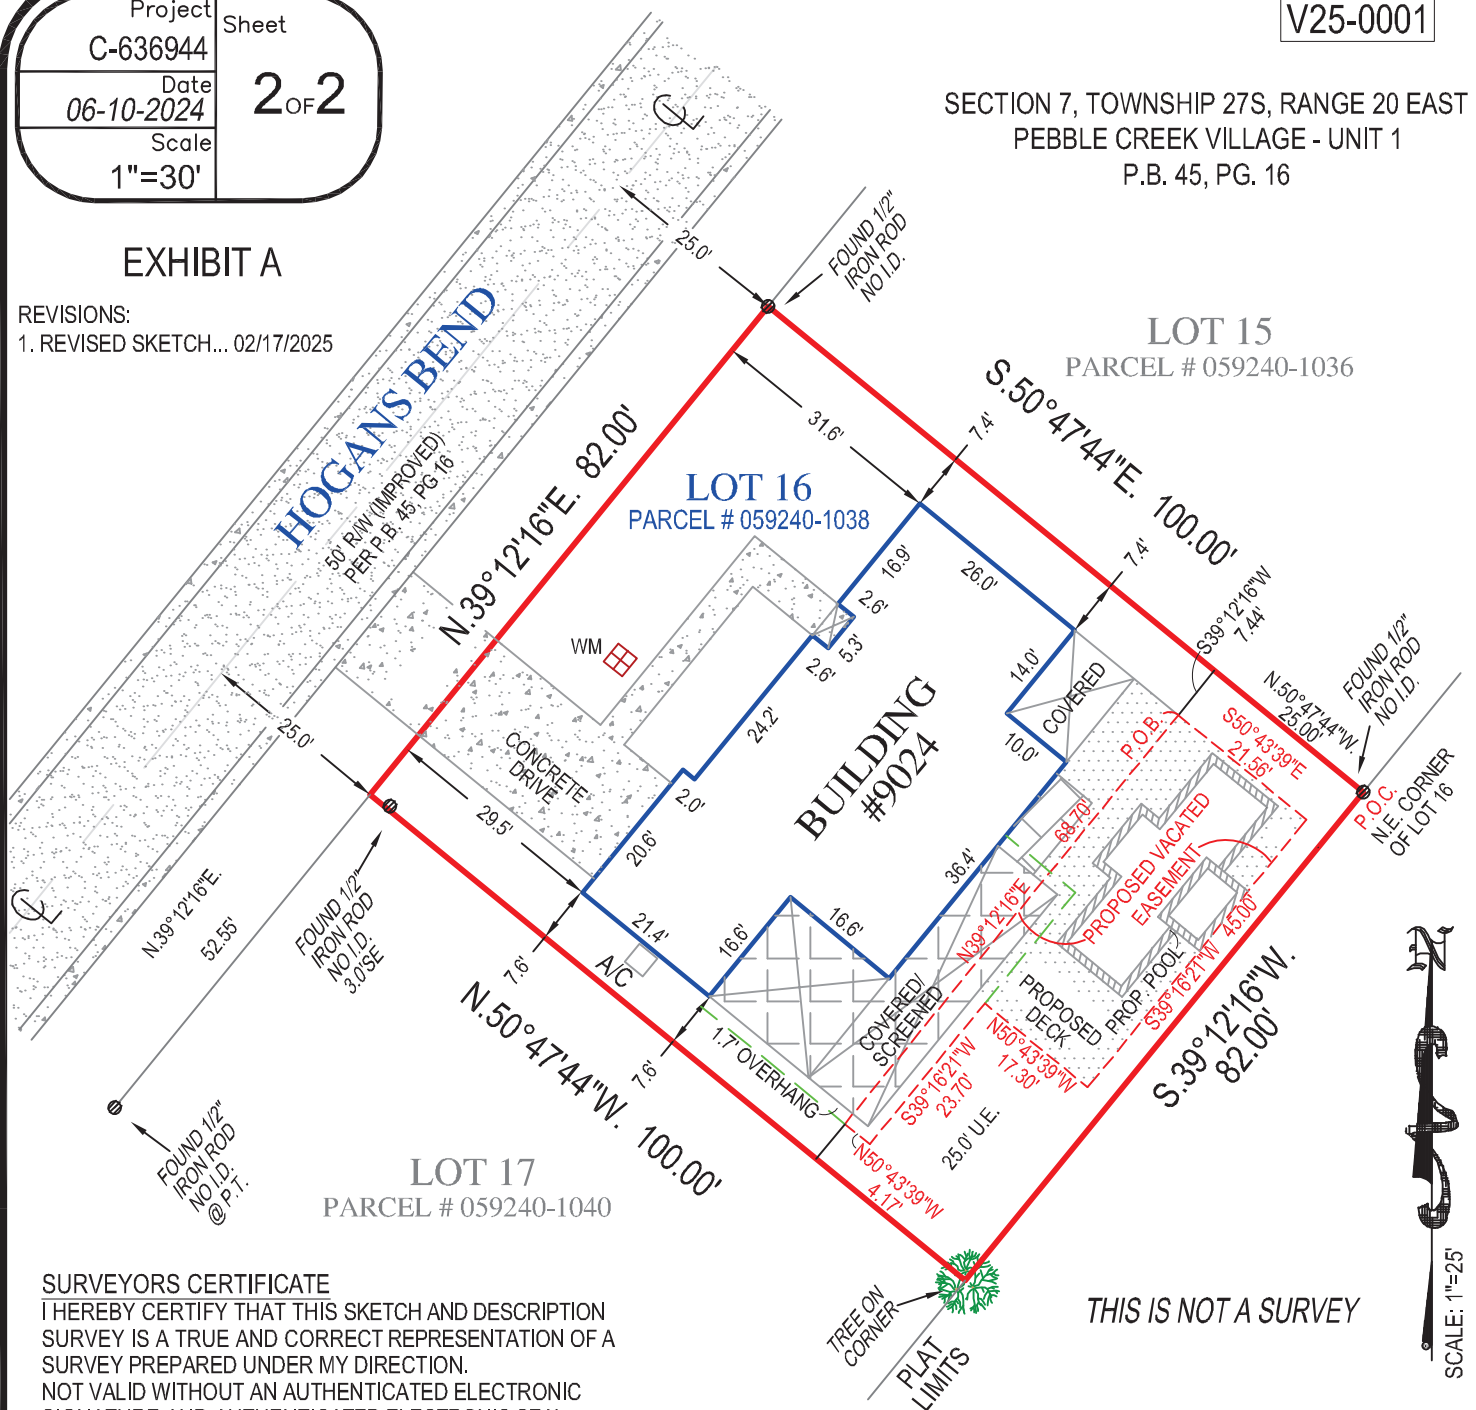 Project
C-636944
Sheet
2 OF 2
Date
06-10-2024
Scale
1"=30'
V25-0001
SECTION 7, TOWNSHIP 27S, RANGE 20 EAST
PEBBLE CREEK VILLAGE - UNIT 1
P.B. 45, PG. 16
EXHIBIT A
REVISIONS:
1. REVISED SKETCH... 02/17/2025
HOGANS BEND
50' R/W (IMPROVED)
PER P.B. 45, PG 16
25.0'
FOUND 1/2"
IRON ROD
NO I.D.
LOT 15
PARCEL # 059240-1036
S.50°47'44"E. 100.00'
N.39°12'16"E. 82.00'
31.6'
7.4'
LOT 16
PARCEL # 059240-1038
16.9'
26.0'
7.4'
2.6'
5.3'
2.6'
WM
24.2'
14.0'
COVERED
10.0'
S39°12'16"W
7.44'
N.50°47'44"W.
25.00'
FOUND 1/2"
IRON ROD
NO I.D.
P.O.B.
S50°43'39"E
21.56'
P.O.C.
N.E. CORNER
OF LOT 16
BUILDING
#9024
25.0'
CONCRETE
DRIVE
2.0'
29.5'
20.6'
36.4'
68.70'
N39°12'16"E
PROPOSED VACATED
EASEMENT
S39°16'21"W 45.00'
PROP. POOL
PROPOSED
DECK
N50°43'39"W
17.30'
S.39°12'16"W.
82.00'
N.39°12'16"E.
52.55'
FOUND 1/2"
IRON ROD
NO I.D.
3.0'SE
21.4'
7.6'
A/C
16.6'
16.6'
COVERED/
SCREENED
7.6'
1.7' OVERHANG
S39°16'21"W
23.70'
25.0' U.E.
N50°43'39"W
4.17'
N.50°47'44"W. 100.00'
FOUND 1/2"
IRON ROD
NO I.D.
@ P.T.
LOT 17
PARCEL # 059240-1040
TREE ON
CORNER
PLAT
LIMITS
THIS IS NOT A SURVEY
N
SCALE: 1"=25'
SURVEYORS CERTIFICATE
I HEREBY CERTIFY THAT THIS SKETCH AND DESCRIPTION
SURVEY IS A TRUE AND CORRECT REPRESENTATION OF A
SURVEY PREPARED UNDER MY DIRECTION.
NOT VALID WITHOUT AN AUTHENTICATED ELECTRONIC